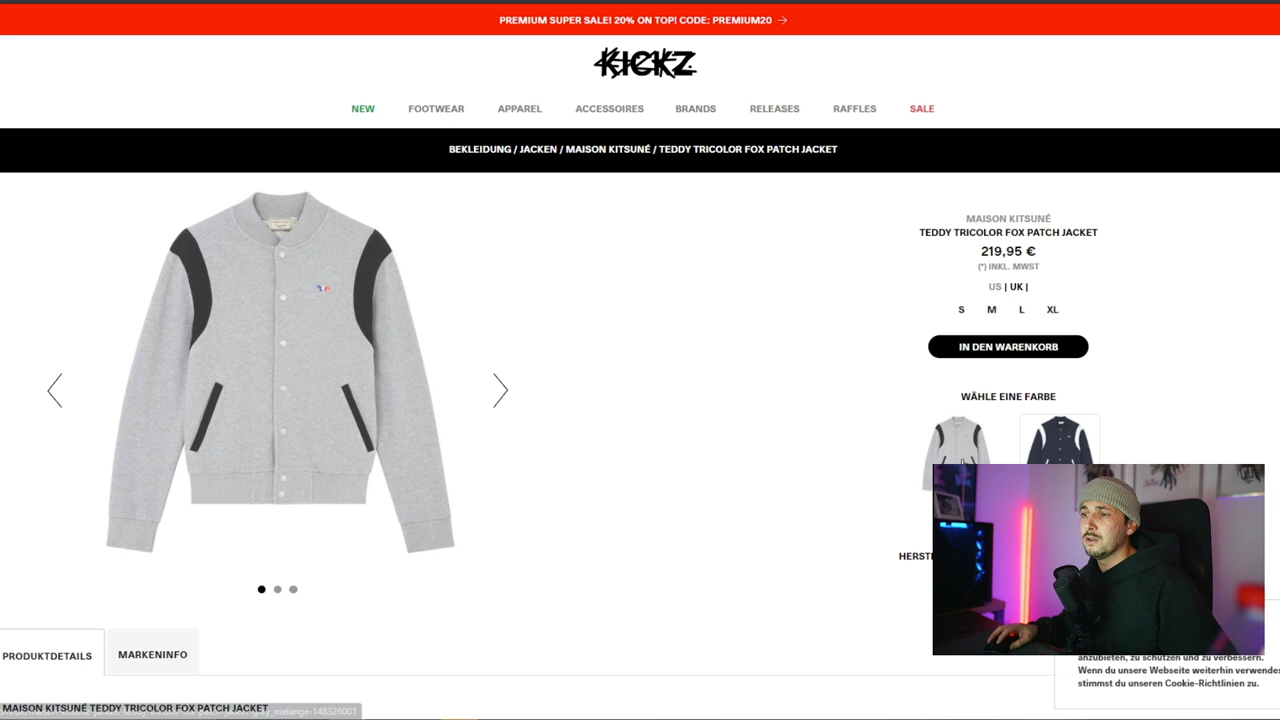 PREMIUM SUPER SALE! 20% ON TOP! CODE: PREMIUM20
KICKZ
NEW FOOTWEAR APPAREL ACCESSOIRES BRANDS RELEASES RAFFLES SALE
BEKLEIDUNG / JACKEN / MAISON KITSUNÉ / TEDDY TRICOLOR FOX PATCH JACKET
MAISON KITSUNÉ
TEDDY TRICOLOR FOX PATCH JACKET
219,95 €
(*) INKL. MWST
US | UK |
S M L XL
IN DEN WARENKORB
WÄHLE EINE FARBE
PRODUKTDETAILS MARKENINFO
anzubieten, zu schützen und zu verbessern.
Wenn du unsere Webseite weiterhin verwendes
stimmst du unseren Cookie-Richtlinien zu.
MAISON KITSUNÉ TEDDY TRICOLOR FOX PATCH JACKET